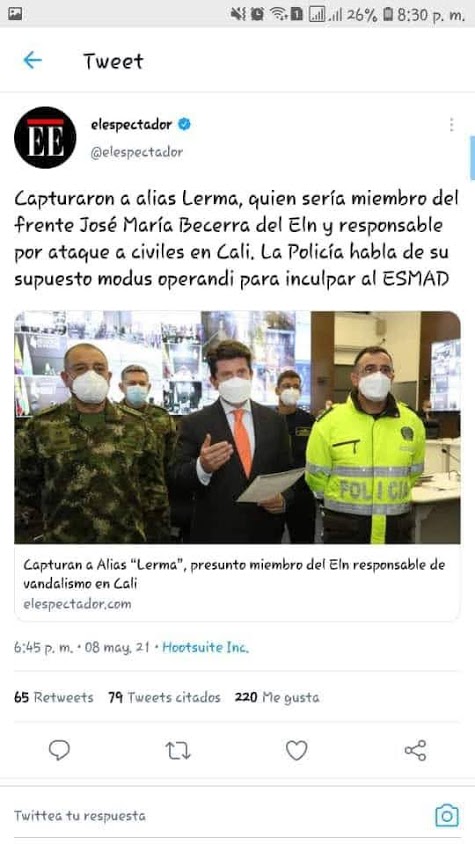 26% 8:30 p. m.
Tweet
EE
elespectador
@elespectador
Capturaron a alias Lerma, quien sería miembro del
frente José María Becerra del Eln y responsable
por ataque a civiles en Cali. La Policía habla de su
supuesto modus operandi para inculpar al ESMAD
POLICIA
Capturan a Alias “Lerma”, presunto miembro del Eln responsable de
vandalismo en Cali
elespectador.com
6:45 p. m. • 08 may. 21 • Hootsuite Inc.
65 Retweets 79 Tweets citados 220 Me gusta
Twittea tu respuesta